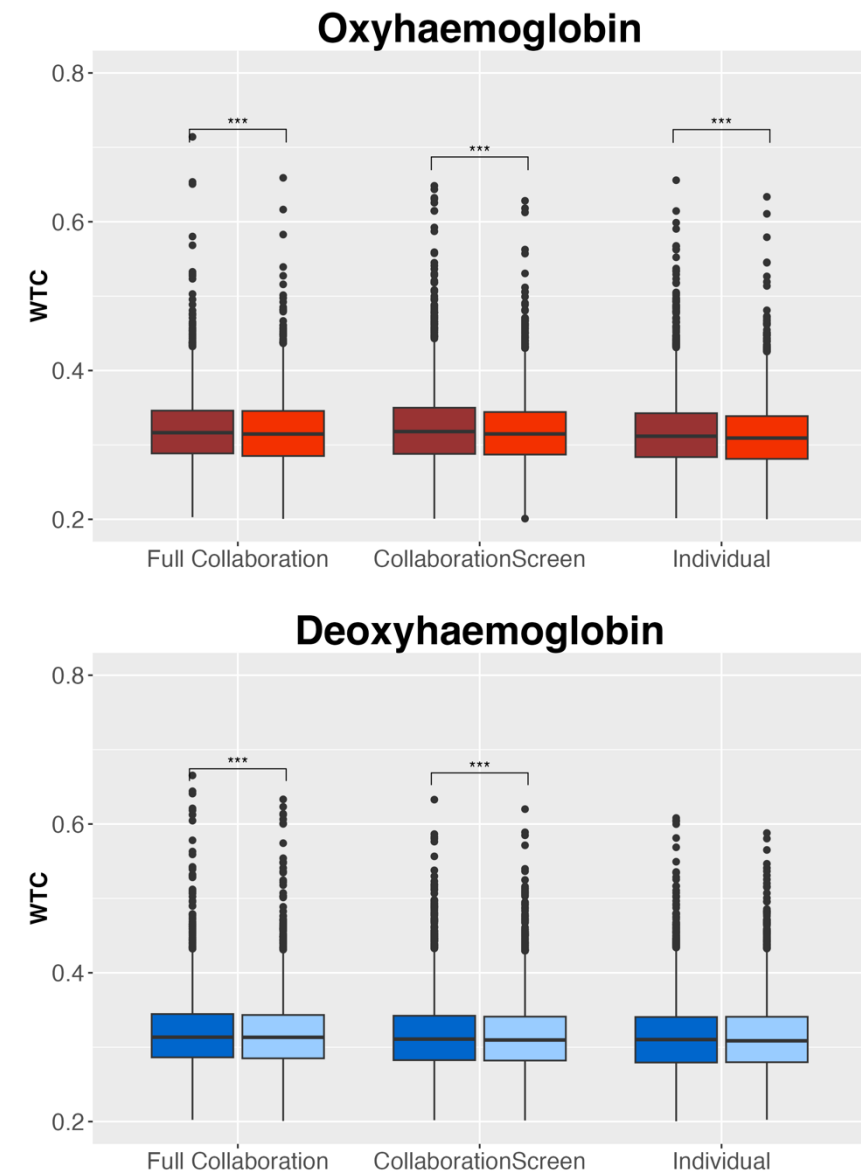 Oxyhaemoglobin
0.8
***
***
***
0.6
WTC
0.4
0.2
Full Collaboration CollaborationScreen Individual
Deoxyhaemoglobin
0.8
***
***
0.6
WTC
0.4
0.2
Full Collaboration CollaborationScreen Individual